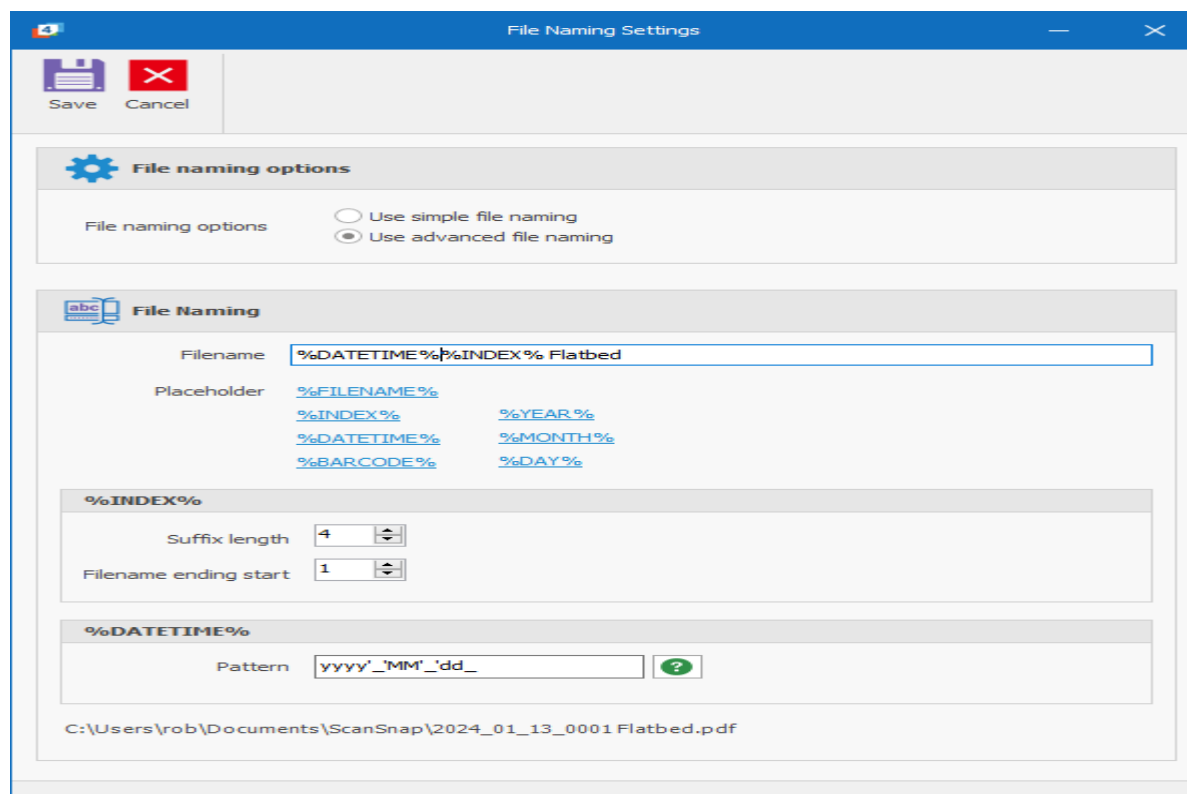 4
File Naming Settings
Save Cancel
File naming options
File naming options
Use simple file naming
Use advanced file naming
abc
File Naming
Filename %DATETIME%%INDEX% Flatbed
Placeholder %FILENAME%
%INDEX% %YEAR%
%DATETIME% %MONTH%
%BARCODE% %DAY%
%INDEX%
Suffix length 4
Filename ending start 1
%DATETIME%
Pattern yyyy'_'MM'_'dd_ ?
C:\Users\rob\Documents\ScanSnap\2024_01_13_0001 Flatbed.pdf